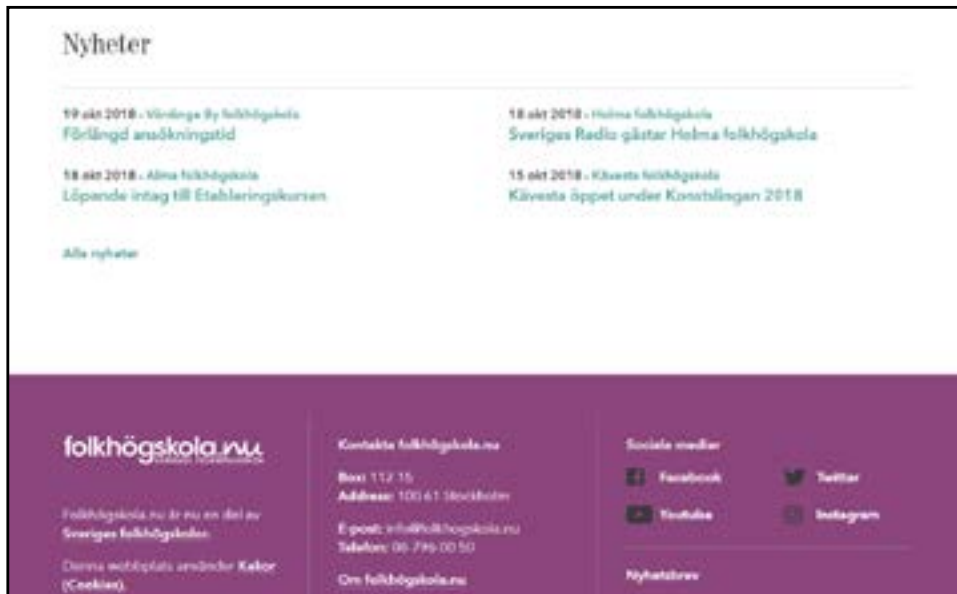 Nyheter
19 okt 2018 - Vårdinge By folkhögskola
Förlängd ansökningstid
18 okt 2018 - Holma folkhögskola
Sveriges Radio gästar Holma folkhögskola
18 okt 2018 - Alma folkhögskola
Löpande intag till Etableringskursen
15 okt 2018 - Kävesta folkhögskola
Kävesta öppet under Konstslingan 2018
Alla nyheter
folkhögskola.nu
Folkhögskola.nu är nu en del av
Sveriges folkhögskolor.
Denna webbplats använder Kakor
(Cookies).
Kontakta folkhögskola.nu
Box: 112 15
Address: 100 61 Stockholm
E-post: info@folkhogskola.nu
Telefon: 08-796 00 50
Om folkhögskola.nu
Sociala medier
Facebook
Twitter
Youtube
Instagram
Nyhetsbrev